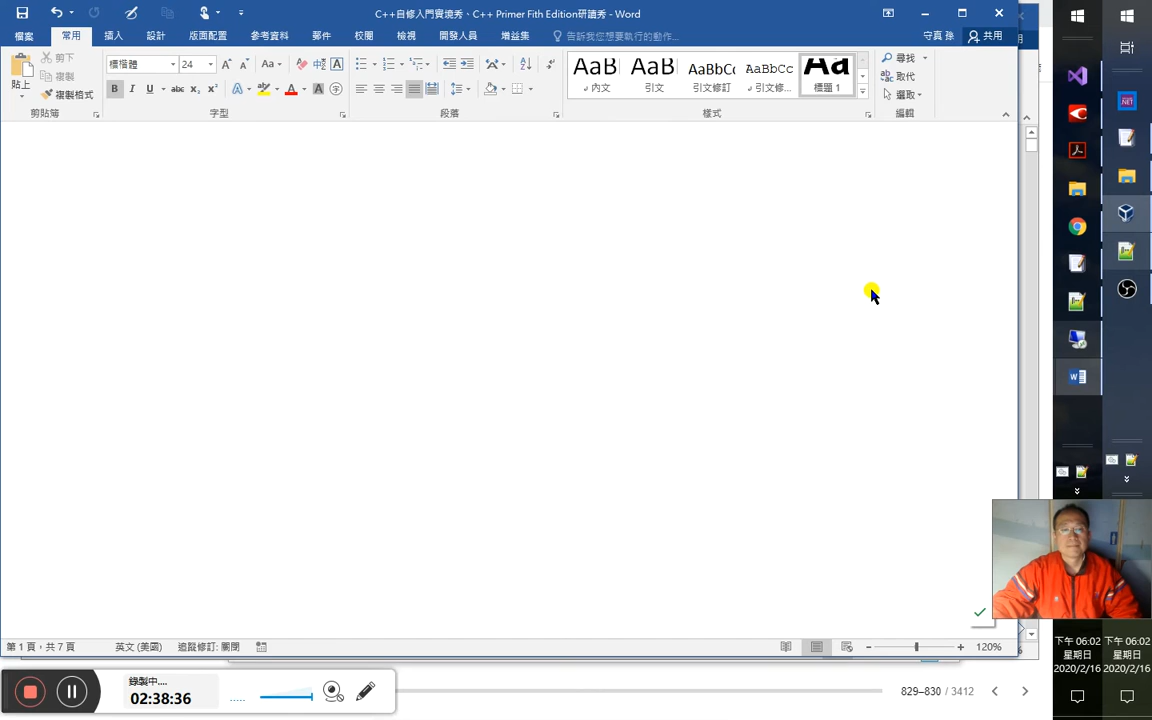 C++自修入門實境秀、C++ Primer Fith Edition研讀秀 - Word
檔案 常用 插入 設計 版面配置 參考資料 郵件 校閱 檢視 開發人員 增益集 告訴我您想要執行的動作... 守真 孫 共用
貼上 剪下 複製 複製格式
標楷體 24 Aa
B I U abc x₂ x² A A A 字
AaB AaB AaBbCc AaBbCc Aa
內文 引文 引文修訂 引文修... 標題 1
尋找 取代 選取
剪貼簿 字型 段落 樣式 編輯
第 1 頁，共 7 頁 英文 (美國) 追蹤修訂: 關閉 120%
錄製中....
02:38:36
829–830 / 3412
下午 06:02 下午 06:02
星期日 星期日
2020/2/16 2020/2/16